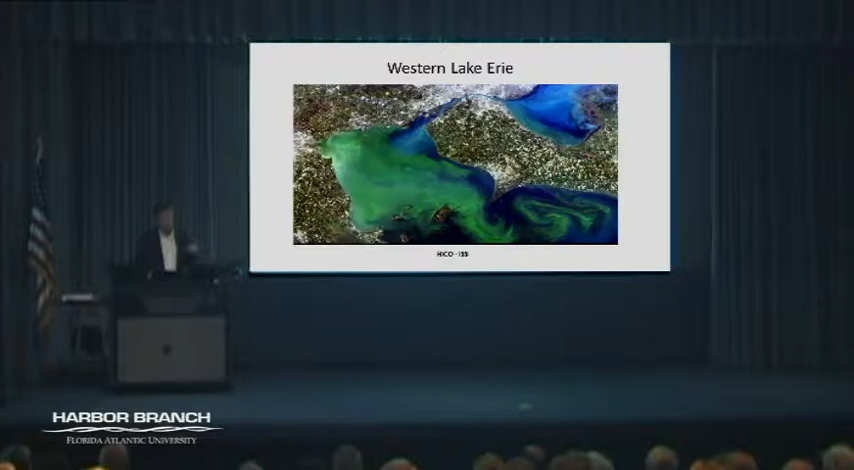 Western Lake Erie
HICO - ISS
HARBOR BRANCH
FLORIDA ATLANTIC UNIVERSITY